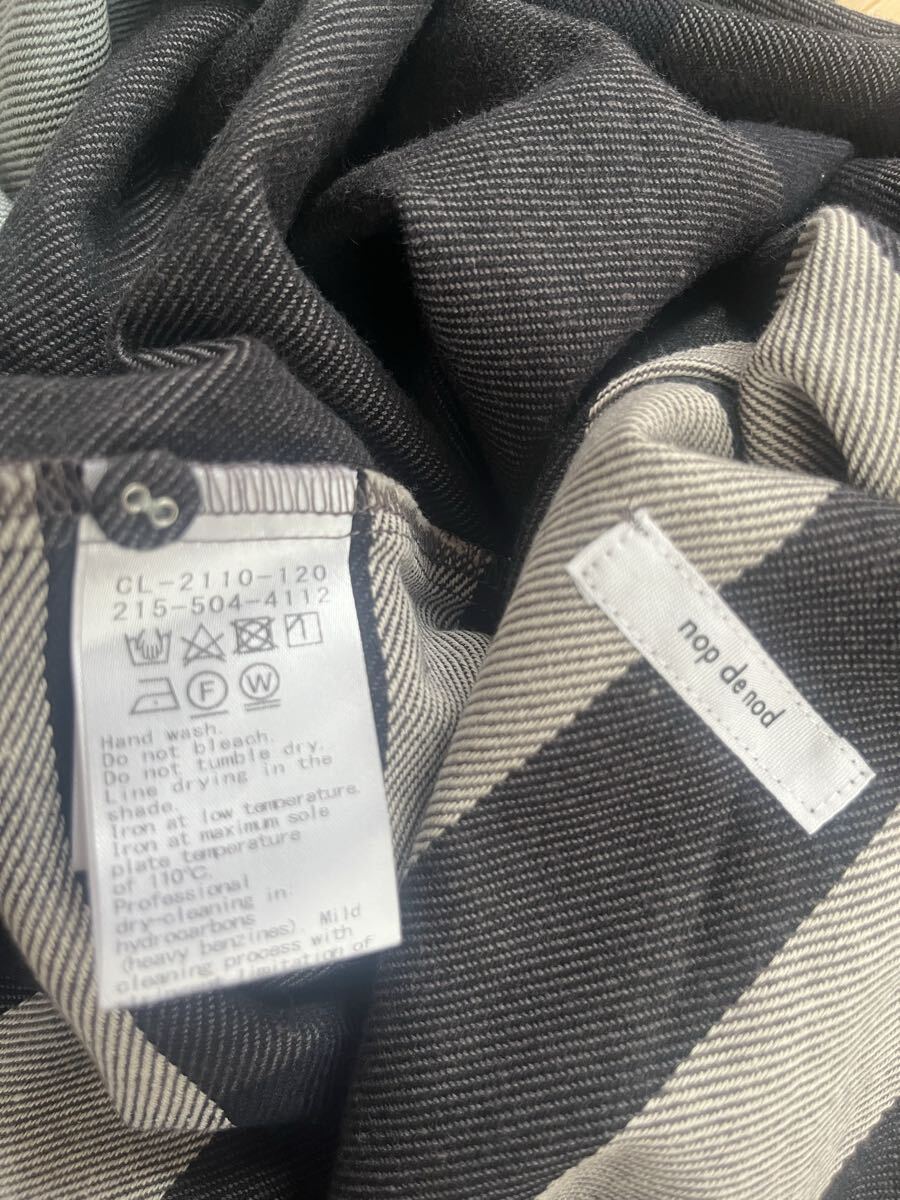 CL-2110-120
215-504-4112
F W
Hand wash.
Do not bleach.
Do not tumble dry.
Line drying in the
shade.
Iron at low temperature.
Iron at maximum sole
plate temperature
of 110℃.
Professional
dry-cleaning in:
hydrocarbons
(heavy benzines). Mild
cleaning process with
limitation of
nop de nod